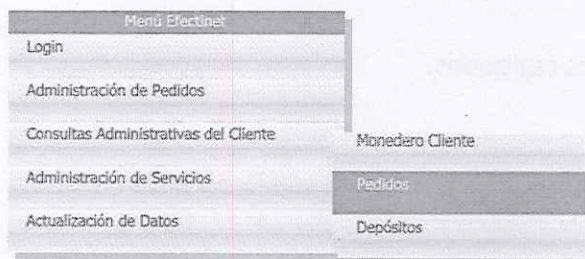 Menú Efectinet
Login
Administración de Pedidos
Consultas Administrativas del Cliente
Monedero Cliente
Administración de Servicios
Pedidos
Actualización de Datos
Depósitos